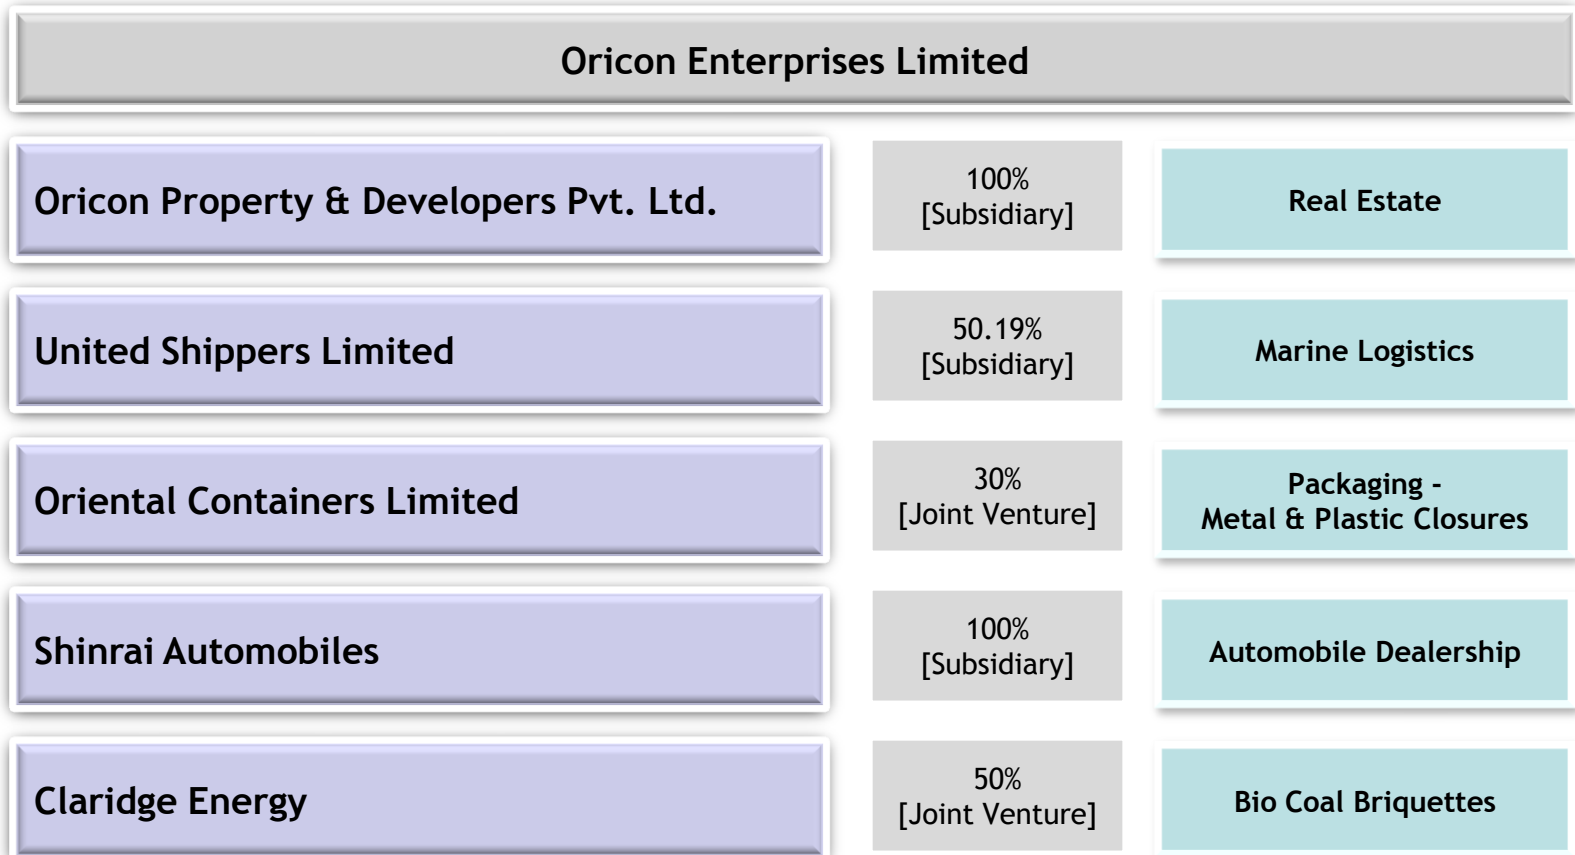 Oricon Enterprises Limited
Oricon Property & Developers Pvt. Ltd.
100%
[Subsidiary]
Real Estate
United Shippers Limited
50.19%
[Subsidiary]
Marine Logistics
Oriental Containers Limited
30%
[Joint Venture]
Packaging -
Metal & Plastic Closures
Shinrai Automobiles
100%
[Subsidiary]
Automobile Dealership
Claridge Energy
50%
[Joint Venture]
Bio Coal Briquettes